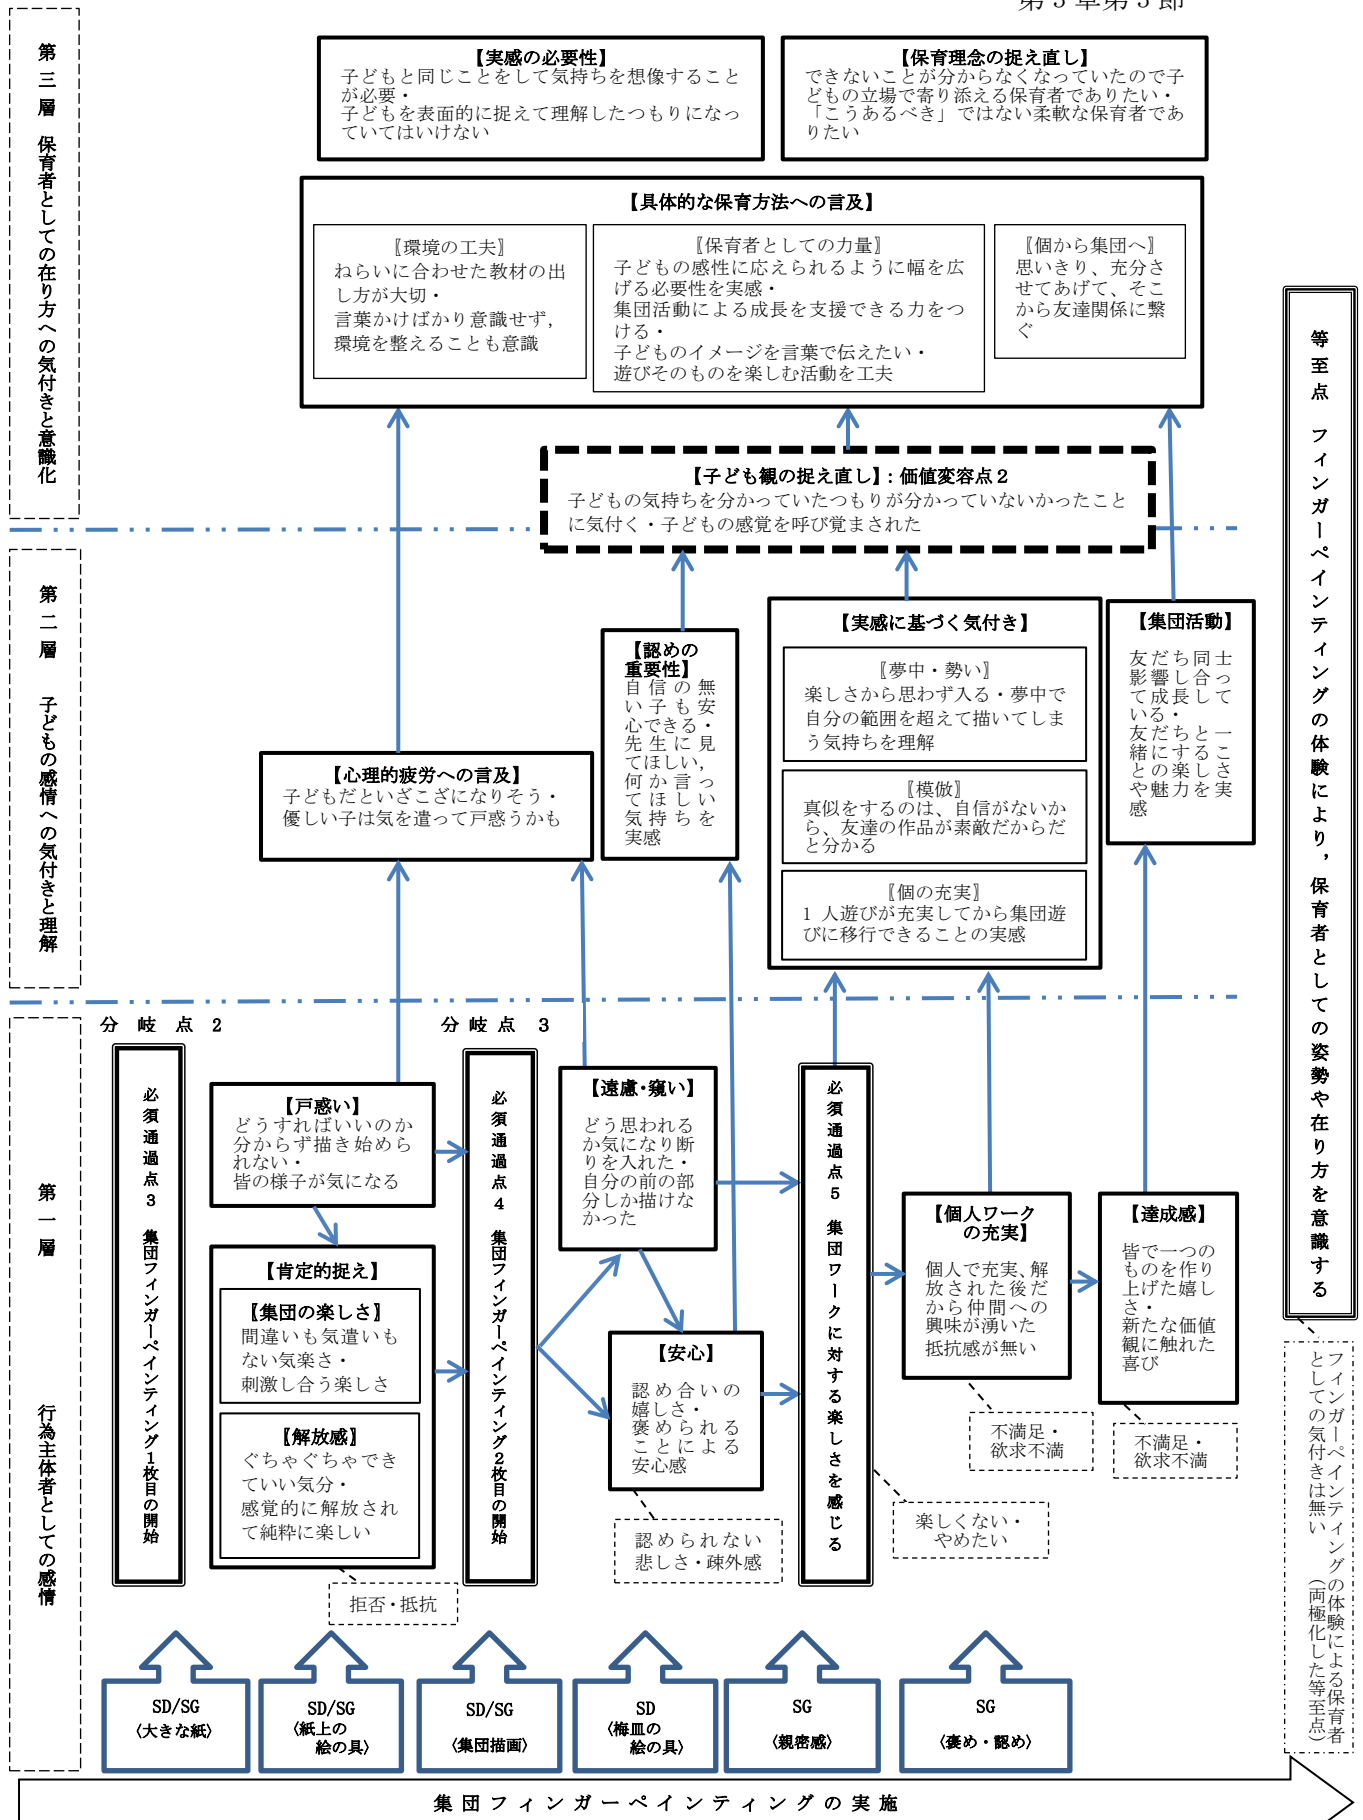 第3章第3節
第三層 保育者としての在り方への気付きと意識化
【実感の必要性】
子どもと同じことをして気持ちを想像すること
が必要・
子どもを表面的に捉えて理解したつもりになっ
ていてはいけない
【保育理念の捉え直し】
できないことが分からなくなっていたので子
どもの立場で寄り添える保育者でありたい・
「こうあるべき」ではない柔軟な保育者であ
りたい
【具体的な保育方法への言及】
〖環境の工夫〗
ねらいに合わせた教材の出
し方が大切・
言葉かけばかり意識せず,
環境を整えることも意識
〖保育者としての力量〗
子どもの感性に応えられるように幅を広
げる必要性を実感・
集団活動による成長を支援できる力をつ
ける・
子どものイメージを言葉で伝えたい・
遊びそのものを楽しむ活動を工夫
〖個から集団へ〗
思いきり、充分さ
せてあげて、そこ
から友達関係に繋
ぐ
【子ども観の捉え直し】: 価値変容点2
子どもの気持ちを分かっていたつもりが分かっていないかったこと
に気付く・子どもの感覚を呼び覚まされた
等至点 フィンガーペインティングの体験により,保育者としての姿勢や在り方を意識する
第二層 子どもの感情への気付きと理解
【心理的疲労への言及】
子どもだといざこざになりそう・
優しい子は気を遣って戸惑うかも
【認めの
重要性】
自信の無
い子も安
心できる・
先生に見
てほしい,
何か言っ
てほしい
気持ちを
実感
【実感に基づく気付き】
〖夢中・勢い〗
楽しさから思わず入る・夢中で
自分の範囲を超えて描いてしま
う気持ちを理解
〖模倣〗
真似をするのは、自信がないか
ら、友達の作品が素敵だからだ
と分かる
〖個の充実〗
1 人遊びが充実してから集団遊
びに移行できることの実感
【集団活動】
友だち同士
影響し合っ
て成長して
いる・
友だちと一
緒にするこ
との楽しさ
や魅力を実
感
第一層 行為主体者としての感情
分岐点 2
分岐点 3
必須通過点3 集団フィンガーペインティング1枚目の開始
【戸惑い】
どうすればいいのか
分からず描き始めら
れない・
皆の様子が気になる
【肯定的捉え】
【集団の楽しさ】
間違いも気遣いも
ない気楽さ・
刺激し合う楽しさ
【解放感】
ぐちゃぐちゃでき
ていい気分・
感覚的に解放され
て純粋に楽しい
拒否・抵抗
必須通過点4 集団フィンガーペインティング2枚目の開始
【遠慮・窺い】
どう思われる
か気になり断
りを入れた・
自分の前の部
分しか描けな
かった
【安心】
認め合いの
嬉しさ・
褒められる
ことによる
安心感
認められない
悲しさ・疎外感
必須通過点5 集団ワークに対する楽しさを感じる
楽しくない・
やめたい
【個人ワーク
の充実】
個人で充実、解
放された後だ
から仲間への
興味が湧いた
抵抗感が無い
不満足・
欲求不満
【達成感】
皆で一つの
ものを作り
上げた嬉し
さ・
新たな価値
観に触れた
喜び
不満足・
欲求不満
フィンガーペインティングの体験による保育者
としての気付きは無い (両極化した等至点)
SD/SG
〈大きな紙〉
SD/SG
〈紙上の
絵の具〉
SD/SG
〈集団描画〉
SD
〈梅皿の
絵の具〉
SG
〈親密感〉
SG
〈褒め・認め〉
集団フィンガーペインティングの実施